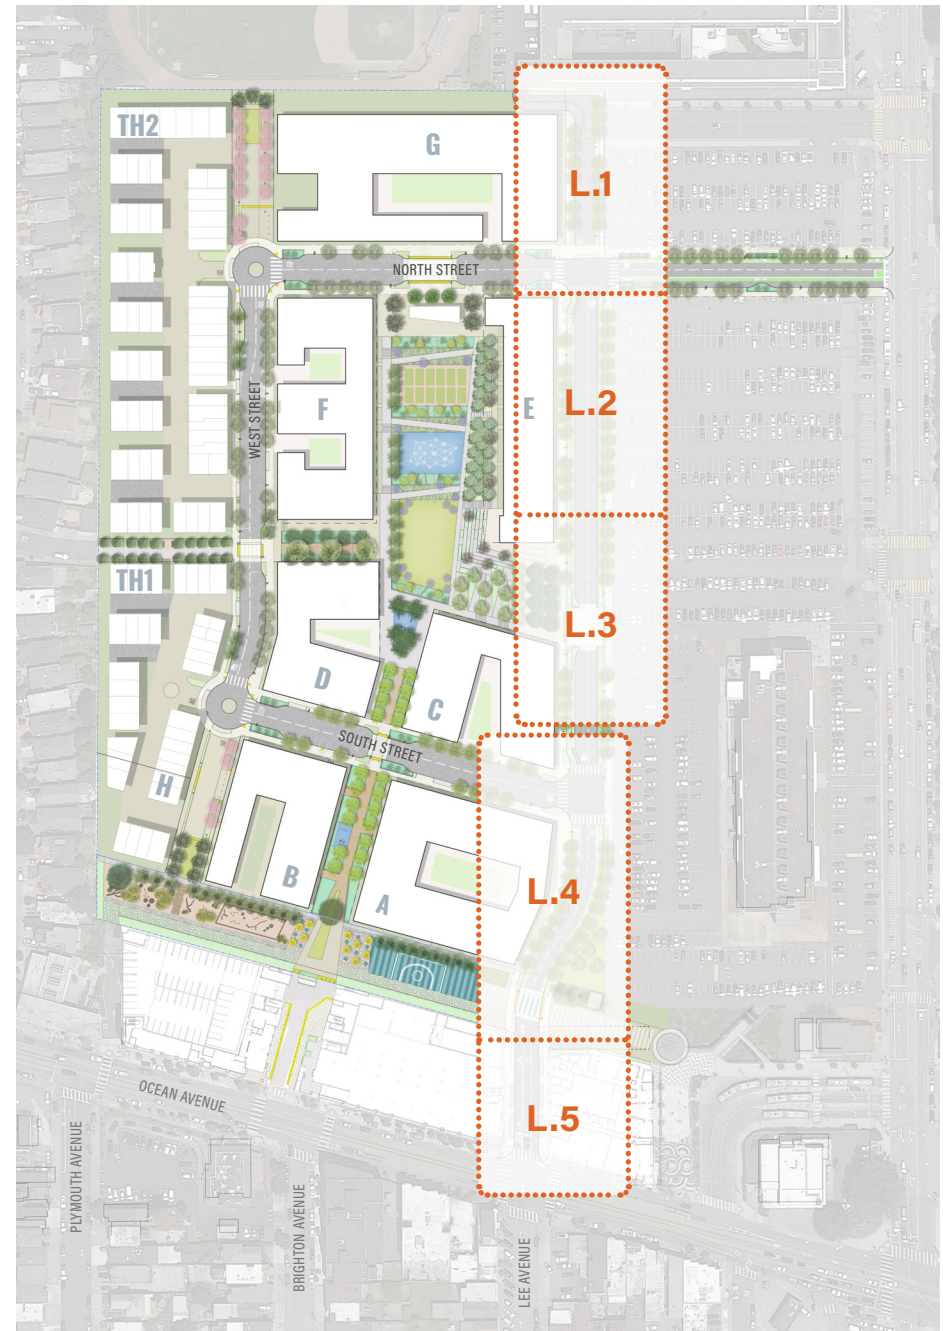 TH2
G
L.1
NORTH STREET
WEST STREET
F
E
L.2
TH1
D
C
L.3
SOUTH STREET
H
B
A
L.4
OCEAN AVENUE
L.5
PLYMOUTH AVENUE
BRIGHTON AVENUE
LEE AVENUE